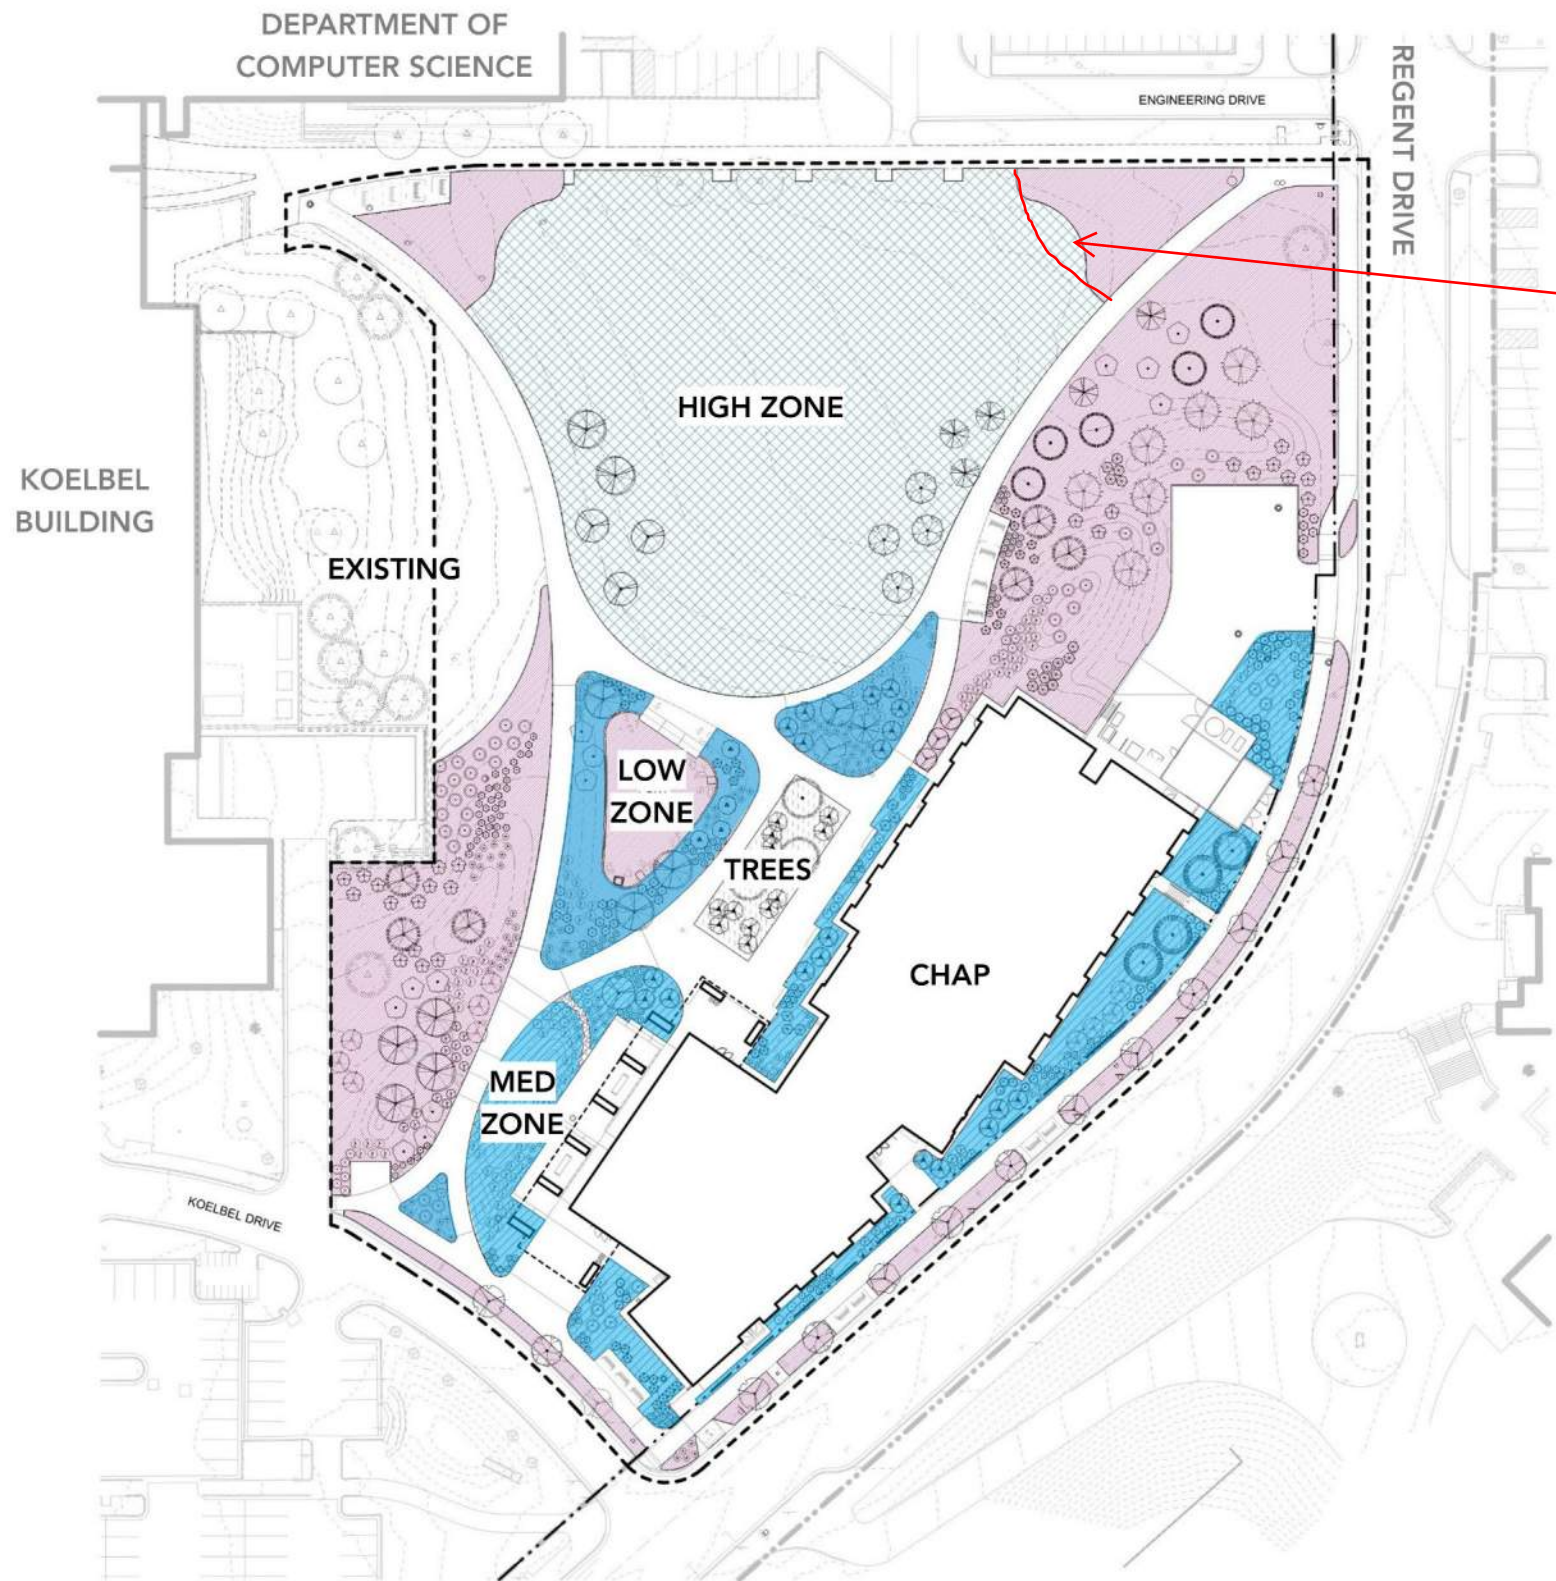 DEPARTMENT OF
COMPUTER SCIENCE
ENGINEERING DRIVE
REGENT DRIVE
HIGH ZONE
KOELBEL
BUILDING
EXISTING
LOW
ZONE
TREES
CHAP
MED
ZONE
KOELBEL DRIVE